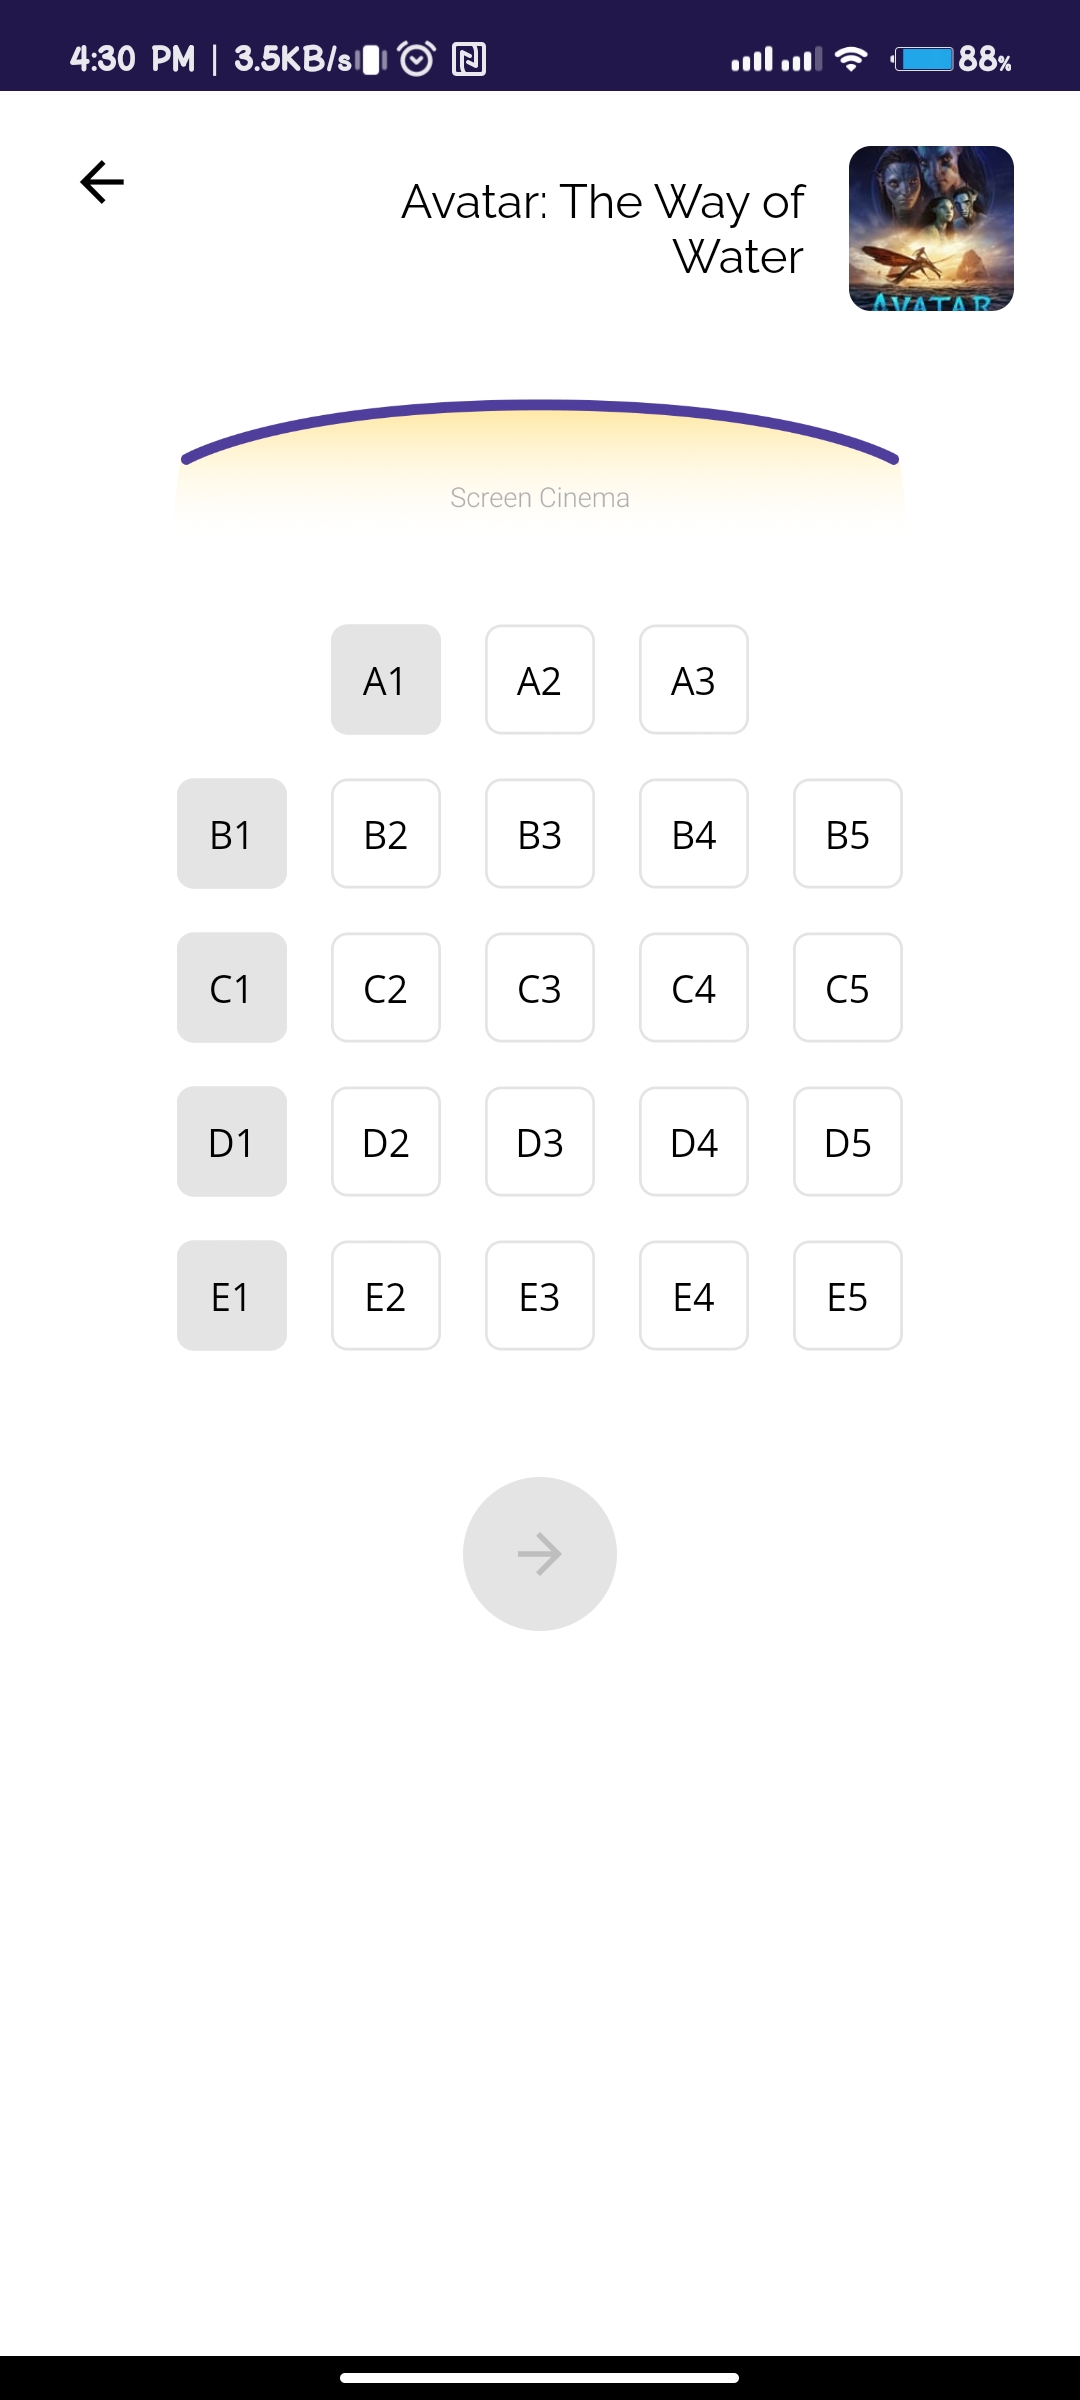 4:30 PM | 3.5KB/s 88%
Avatar: The Way of
Water
AVATAR
Screen Cinema
A1 A2 A3
B1 B2 B3 B4 B5
C1 C2 C3 C4 C5
D1 D2 D3 D4 D5
E1 E2 E3 E4 E5